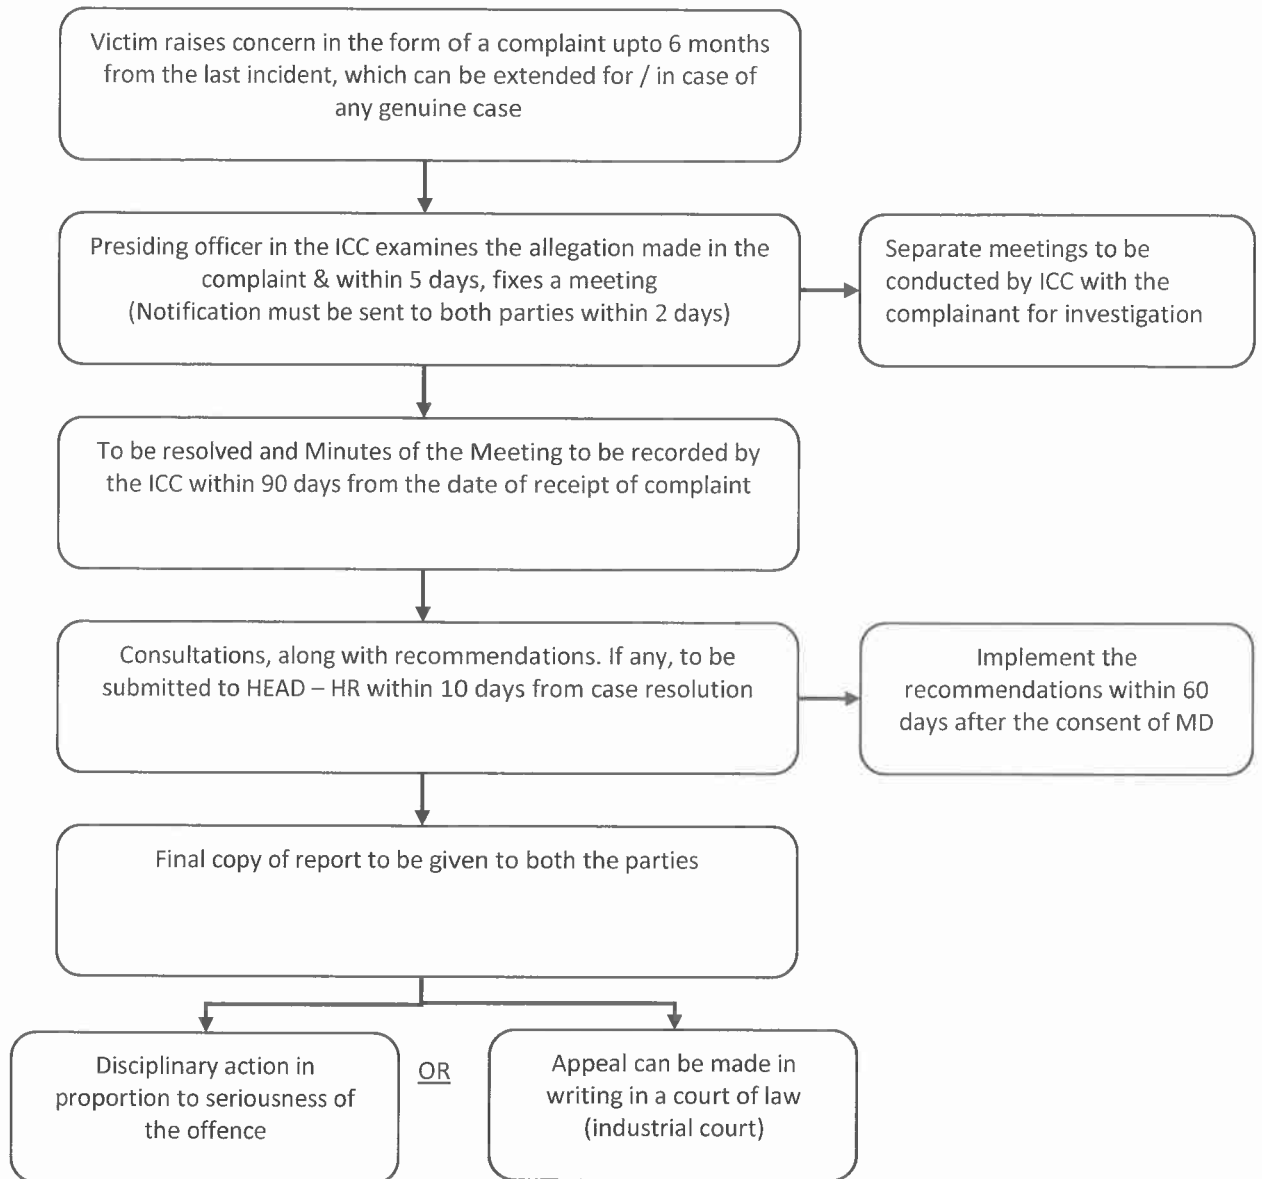 Victim raises concern in the form of a complaint upto 6 months
from the last incident, which can be extended for / in case of
any genuine case
Presiding officer in the ICC examines the allegation made in the
complaint & within 5 days, fixes a meeting
(Notification must be sent to both parties within 2 days)
Separate meetings to be
conducted by ICC with the
complainant for investigation
To be resolved and Minutes of the Meeting to be recorded by
the ICC within 90 days from the date of receipt of complaint
Consultations, along with recommendations. If any, to be
submitted to HEAD – HR within 10 days from case resolution
Implement the
recommendations within 60
days after the consent of MD
Final copy of report to be given to both the parties
Disciplinary action in
proportion to seriousness of
the offence
OR
Appeal can be made in
writing in a court of law
(industrial court)